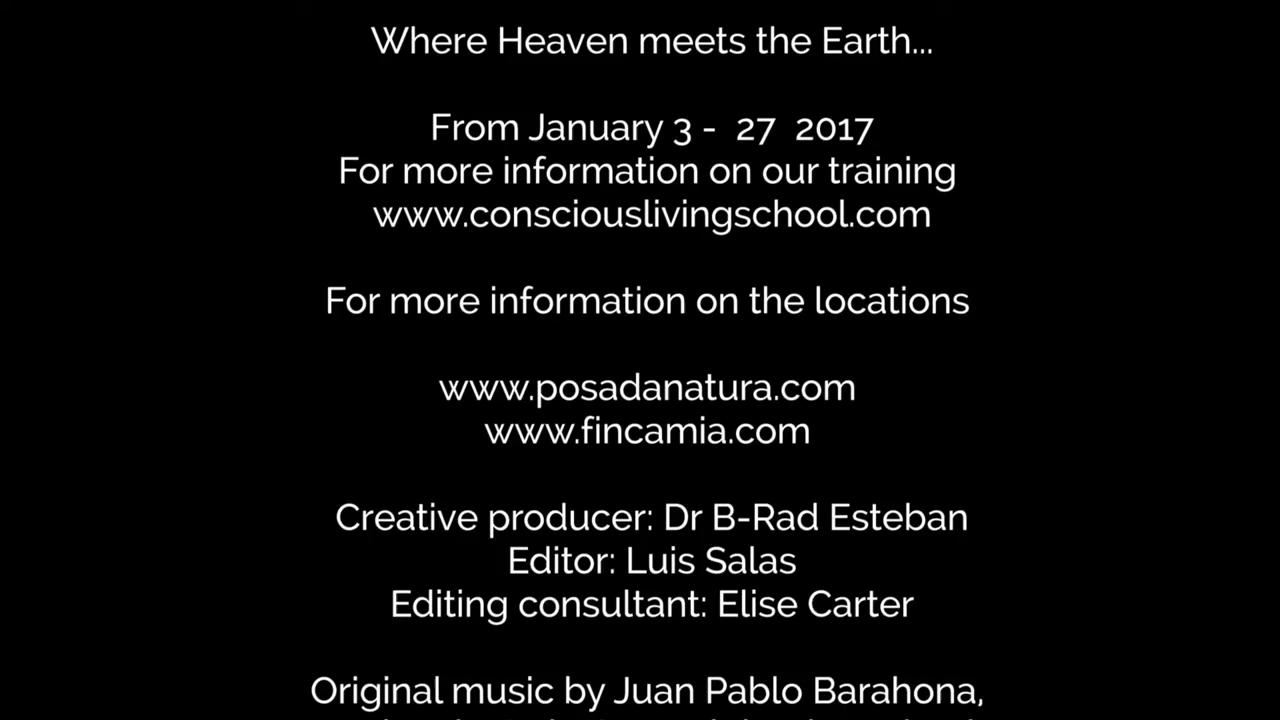 Where Heaven meets the Earth...
From January 3 - 27 2017
For more information on our training
www.consciouslivingschool.com
For more information on the locations
www.posadanatura.com
www.fincamia.com
Creative producer: Dr B-Rad Esteban
Editor: Luis Salas
Editing consultant: Elise Carter
Original music by Juan Pablo Barahona,